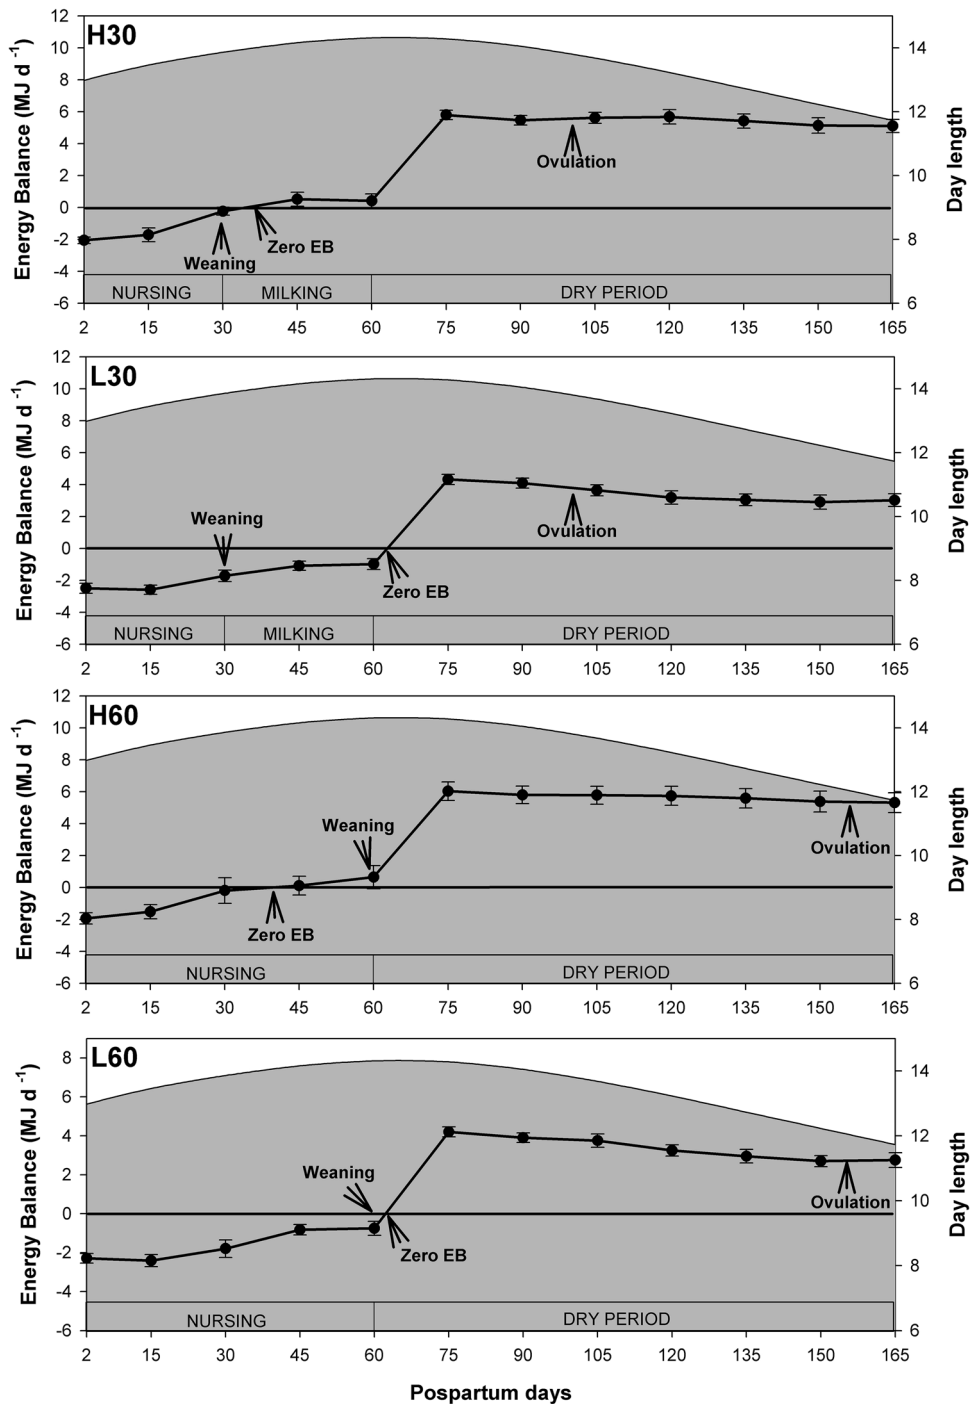 H30
Energy Balance (MJ d -1)
12
10
8
6
4
2
0
-2
-4
-6
14
12
10
8
6
Day length
Ovulation
Zero EB
Weaning
NURSING MILKING DRY PERIOD
2 15 30 45 60 75 90 105 120 135 150 165
L30
Energy Balance (MJ d -1)
12
10
8
6
4
2
0
-2
-4
-6
14
12
10
8
6
Day length
Weaning
Ovulation
Zero EB
NURSING MILKING DRY PERIOD
2 15 30 45 60 75 90 105 120 135 150 165
H60
Energy Balance (MJ d -1)
12
10
8
6
4
2
0
-2
-4
-6
14
12
10
8
6
Day length
Weaning
Ovulation
Zero EB
NURSING DRY PERIOD
2 15 30 45 60 75 90 105 120 135 150 165
L60
Energy Balance (MJ d -1)
8
6
4
2
0
-2
-4
-6
14
12
10
8
6
Day length
Weaning
Ovulation
Zero EB
NURSING DRY PERIOD
2 15 30 45 60 75 90 105 120 135 150 165
Pospartum days